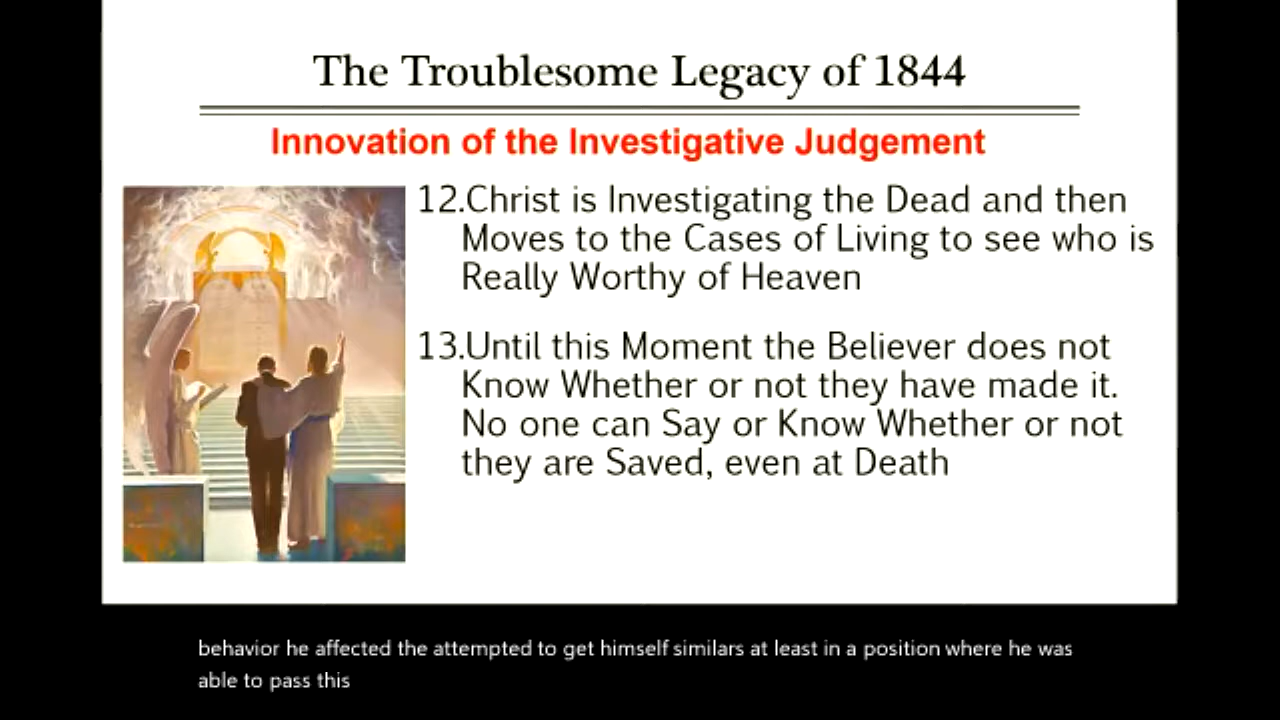 The Troublesome Legacy of 1844
Innovation of the Investigative Judgement
12.Christ is Investigating the Dead and then
Moves to the Cases of Living to see who is
Really Worthy of Heaven
13.Until this Moment the Believer does not
Know Whether or not they have made it.
No one can Say or Know Whether or not
they are Saved, even at Death
behavior he affected the attempted to get himself similars at least in a position where he was
able to pass this